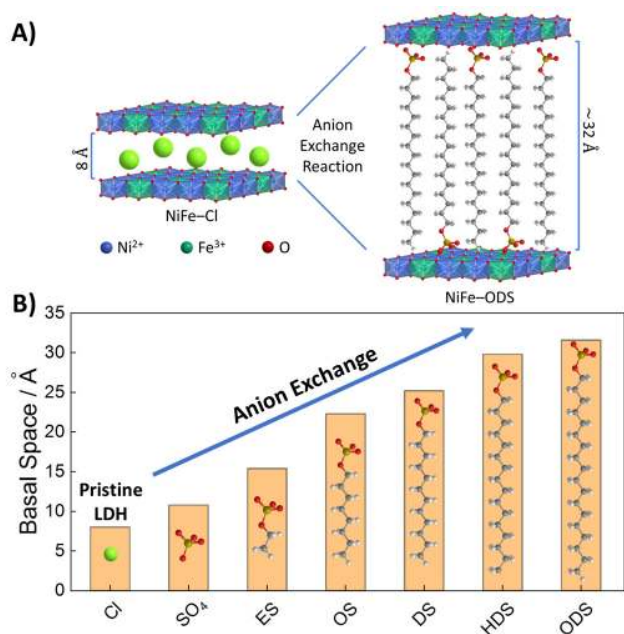 A)
8 Å
NiFe–Cl
Ni2+
Fe3+
O
Anion
Exchange
Reaction
~32 Å
NiFe–ODS
B)
Basal Space / Å
35
30
25
20
15
10
5
0
Anion Exchange
Pristine
LDH
Cl
SO4
ES
OS
DS
HDS
ODS